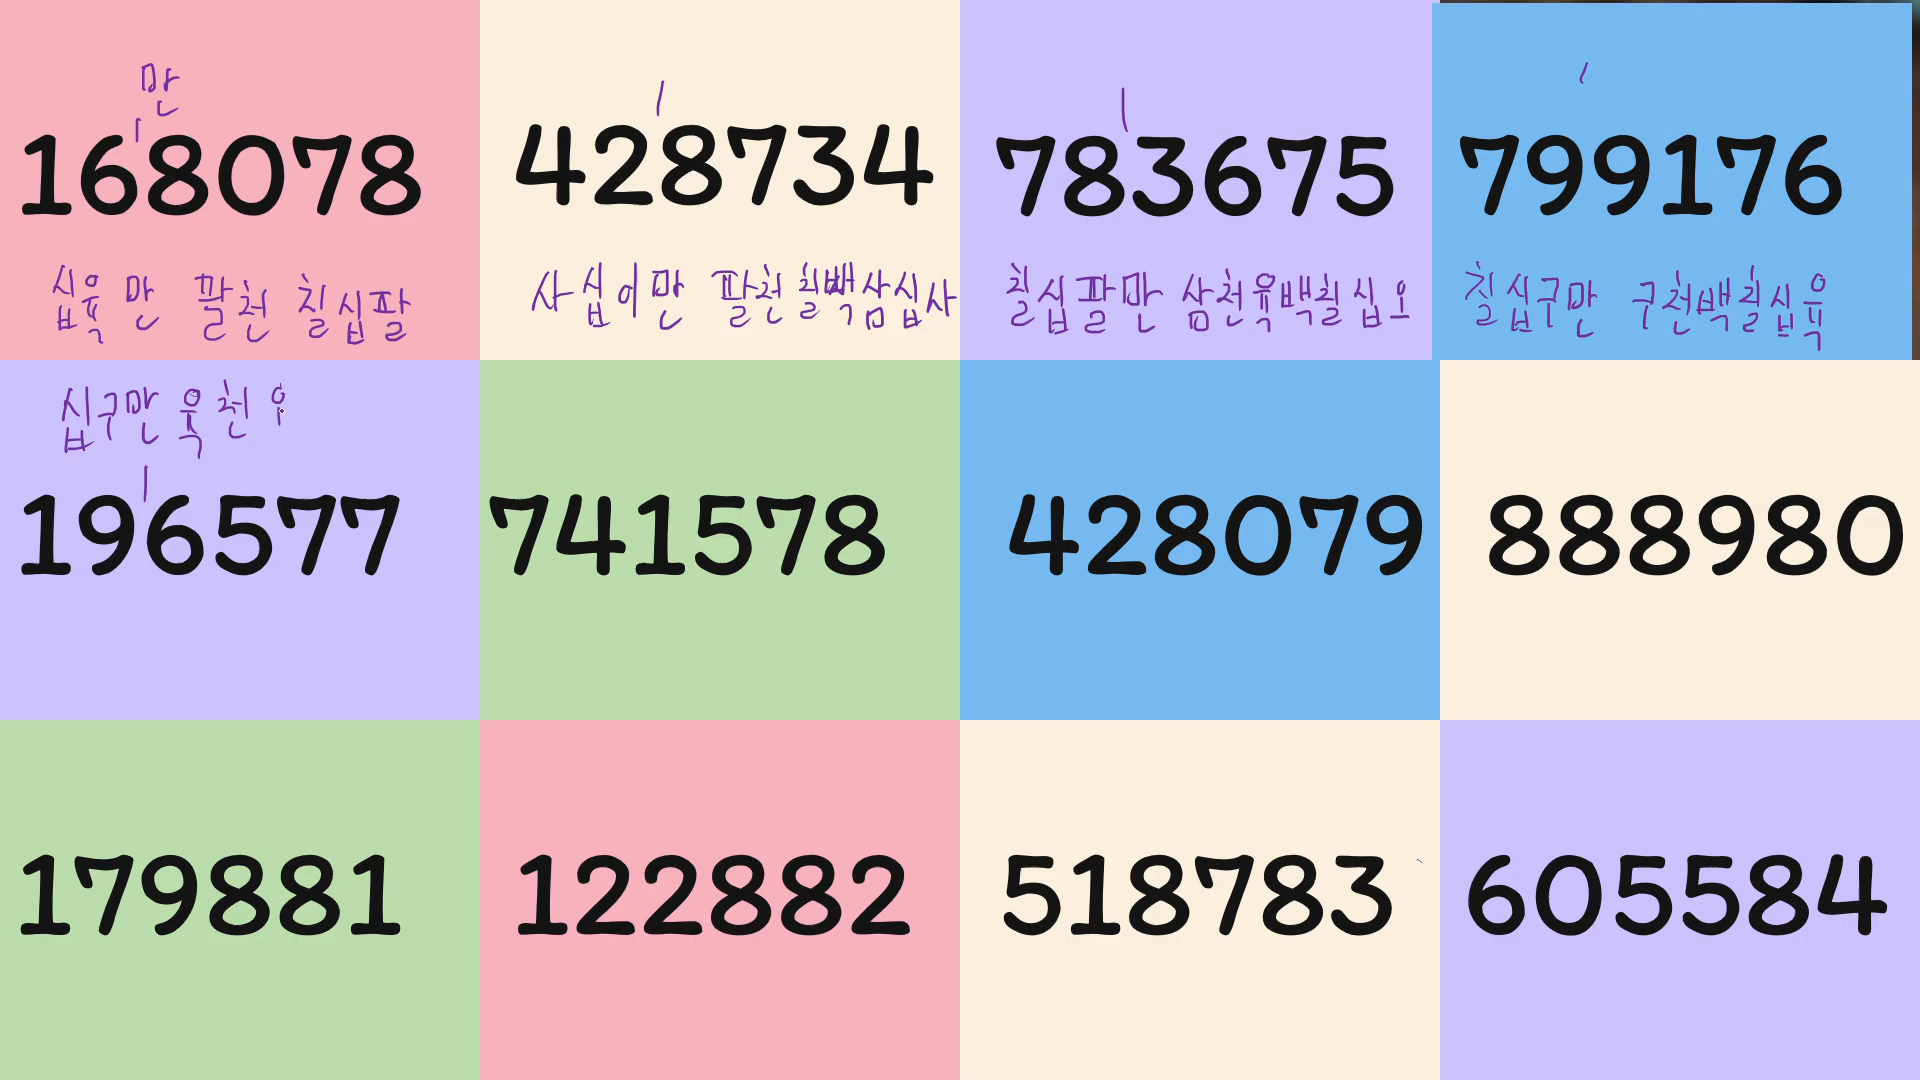 만
168078
십육 만 팔천 칠십팔
428734
사십이만 팔천칠백삼십사
783675
칠십팔만 삼천육백칠십오
799176
칠십구만 구천백칠십육
십구만 육천
196577
741578
428079
888980
179881
122882
518783
605584